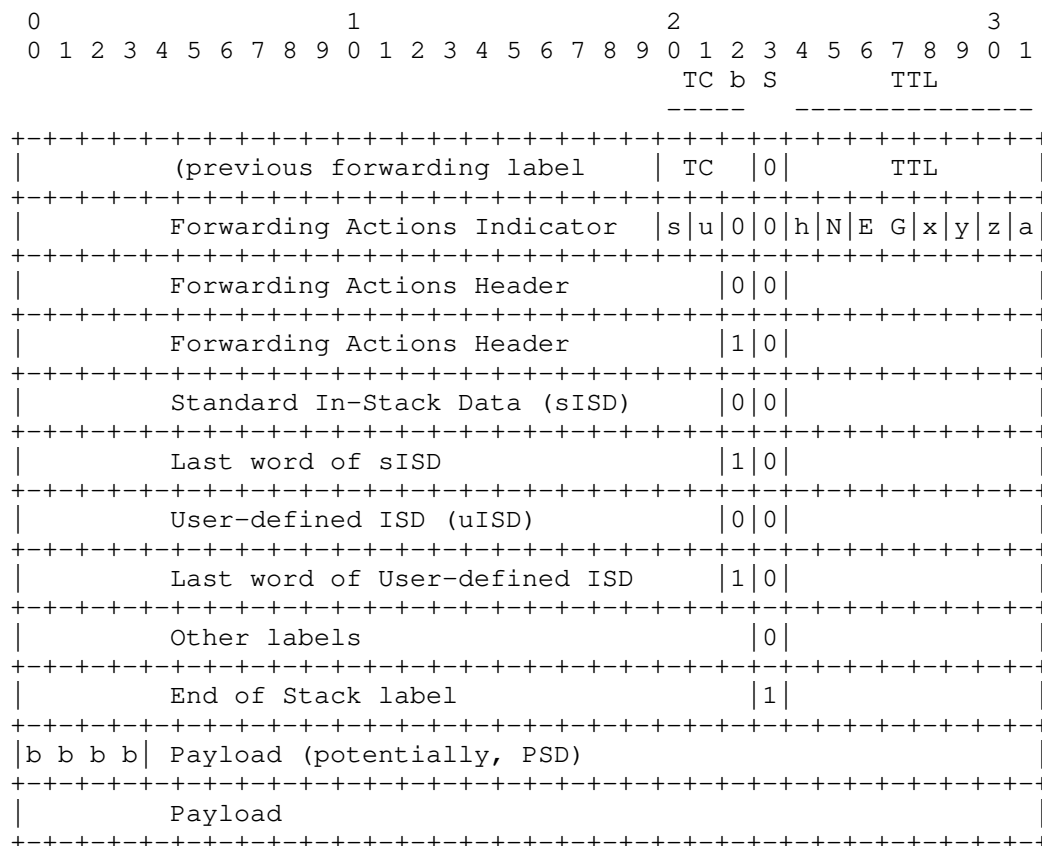 0                   1                   2                   3
 0 1 2 3 4 5 6 7 8 9 0 1 2 3 4 5 6 7 8 9 0 1 2 3 4 5 6 7 8 9 0 1
                                          TC b S       TTL
                                         ----- ---------------
+-+-+-+-+-+-+-+-+-+-+-+-+-+-+-+-+-+-+-+-+-+-+-+-+-+-+-+-+-+-+-+-+
|         (previous forwarding label    | TC  |0|      TTL      |
+-+-+-+-+-+-+-+-+-+-+-+-+-+-+-+-+-+-+-+-+-+-+-+-+-+-+-+-+-+-+-+-+
|         Forwarding Actions Indicator  |s|u|0|0|h|N|E G|x|y|z|a|
+-+-+-+-+-+-+-+-+-+-+-+-+-+-+-+-+-+-+-+-+-+-+-+-+-+-+-+-+-+-+-+-+
|         Forwarding Actions Header         |0|0|               |
+-+-+-+-+-+-+-+-+-+-+-+-+-+-+-+-+-+-+-+-+-+-+-+-+-+-+-+-+-+-+-+-+
|         Forwarding Actions Header         |1|0|               |
+-+-+-+-+-+-+-+-+-+-+-+-+-+-+-+-+-+-+-+-+-+-+-+-+-+-+-+-+-+-+-+-+
|         Standard In-Stack Data (sISD)     |0|0|               |
+-+-+-+-+-+-+-+-+-+-+-+-+-+-+-+-+-+-+-+-+-+-+-+-+-+-+-+-+-+-+-+-+
|         Last word of sISD                 |1|0|               |
+-+-+-+-+-+-+-+-+-+-+-+-+-+-+-+-+-+-+-+-+-+-+-+-+-+-+-+-+-+-+-+-+
|         User-defined ISD (uISD)           |0|0|               |
+-+-+-+-+-+-+-+-+-+-+-+-+-+-+-+-+-+-+-+-+-+-+-+-+-+-+-+-+-+-+-+-+
|         Last word of User-defined ISD     |1|0|               |
+-+-+-+-+-+-+-+-+-+-+-+-+-+-+-+-+-+-+-+-+-+-+-+-+-+-+-+-+-+-+-+-+
|         Other labels                        |0|               |
+-+-+-+-+-+-+-+-+-+-+-+-+-+-+-+-+-+-+-+-+-+-+-+-+-+-+-+-+-+-+-+-+
|         End of Stack label                  |1|               |
+-+-+-+-+-+-+-+-+-+-+-+-+-+-+-+-+-+-+-+-+-+-+-+-+-+-+-+-+-+-+-+-+
|b b b b| Payload (potentially, PSD)                            |
+-+-+-+-+-+-+-+-+-+-+-+-+-+-+-+-+-+-+-+-+-+-+-+-+-+-+-+-+-+-+-+-+
|         Payload                                               |
+-+-+-+-+-+-+-+-+-+-+-+-+-+-+-+-+-+-+-+-+-+-+-+-+-+-+-+-+-+-+-+-+